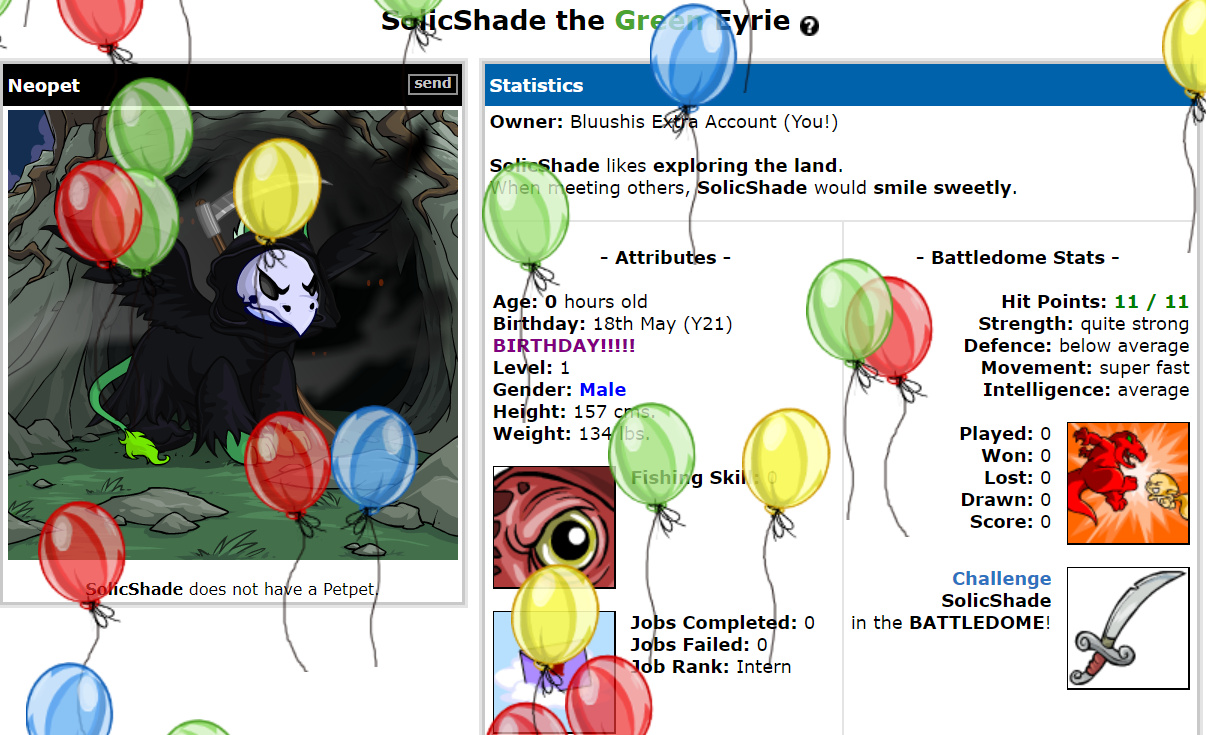 SolicShade the Green Eyrie ?
Neopet
send
SolicShade does not have a Petpet.
Statistics
Owner: Bluushis Extra Account (You!)
SolicShade likes exploring the land.
When meeting others, SolicShade would smile sweetly.
- Attributes -
Age: 0 hours old
Birthday: 18th May (Y21)
BIRTHDAY!!!!!
Level: 1
Gender: Male
Height: 157 cms.
Weight: 134 lbs.
Fishing Skill: 0
Jobs Completed: 0
Jobs Failed: 0
Job Rank: Intern
- Battledome Stats -
Hit Points: 11 / 11
Strength: quite strong
Defence: below average
Movement: super fast
Intelligence: average
Played: 0
Won: 0
Lost: 0
Drawn: 0
Score: 0
Challenge
SolicShade
in the BATTLEDOME!